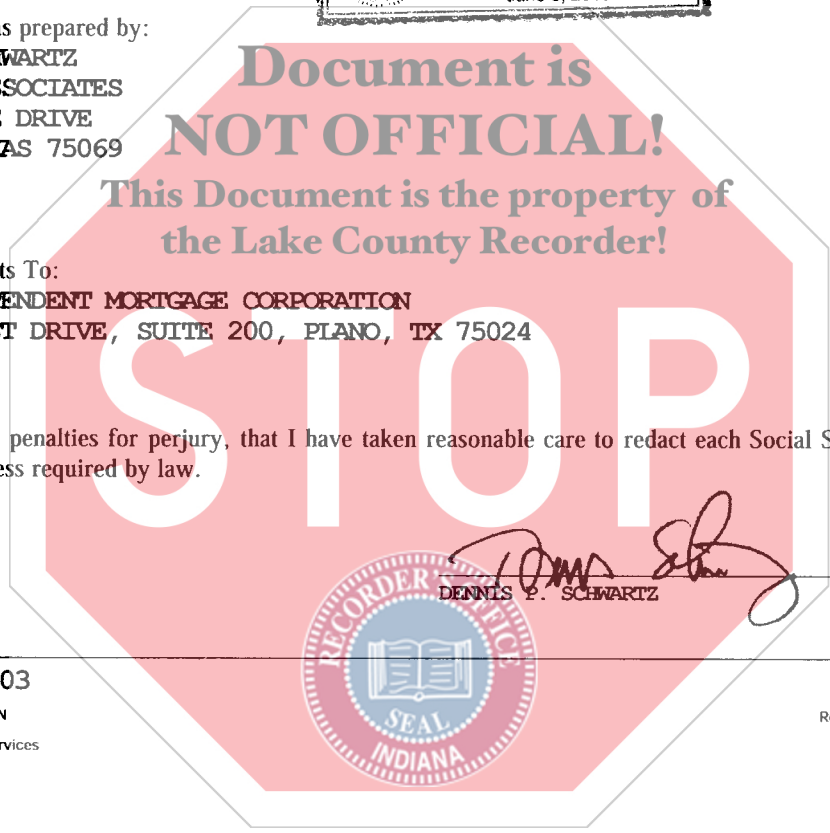 s prepared by:
WARTZ
SSOCIATES
DRIVE
AS 75069
Document is
NOT OFFICIAL!
This Document is the property of
the Lake County Recorder!
ts To:
ENDENT MORTGAGE CORPORATION
T DRIVE, SUITE 200, PLANO, TX 75024
STOP
penalties for perjury, that I have taken reasonable care to redact each Social S
ess required by law.
DENNIS P. SCHWARTZ
RECORDER'S OFFICE
SEAL
INDIANA
03
N
R
rvices